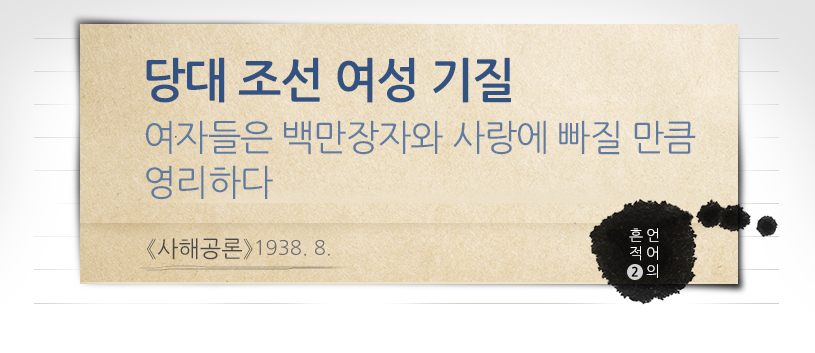 당대 조선 여성 기질
여자들은 백만장자와 사랑에 빠질 만큼
영리하다
《사해공론》1938. 8.
언어의
흔적 2